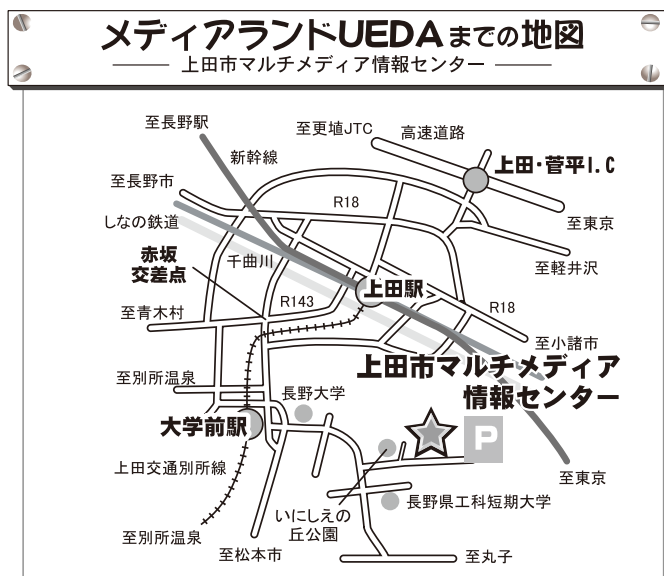 メディアランドUEDAまでの地図
上田市マルチメディア情報センター
至長野駅
至更埴JTC
高速道路
新幹線
上田・菅平I.C
至長野市
R18
至東京
しなの鉄道
赤坂
交差点
千曲川
至軽井沢
上田駅
R143
R18
至青木村
至小諸市
上田市マルチメディア
情報センター
至別所温泉
長野大学
大学前駅
P
上田交通別所線
至東京
長野県工科短期大学
いにしえの
丘公園
至別所温泉
至松本市
至丸子